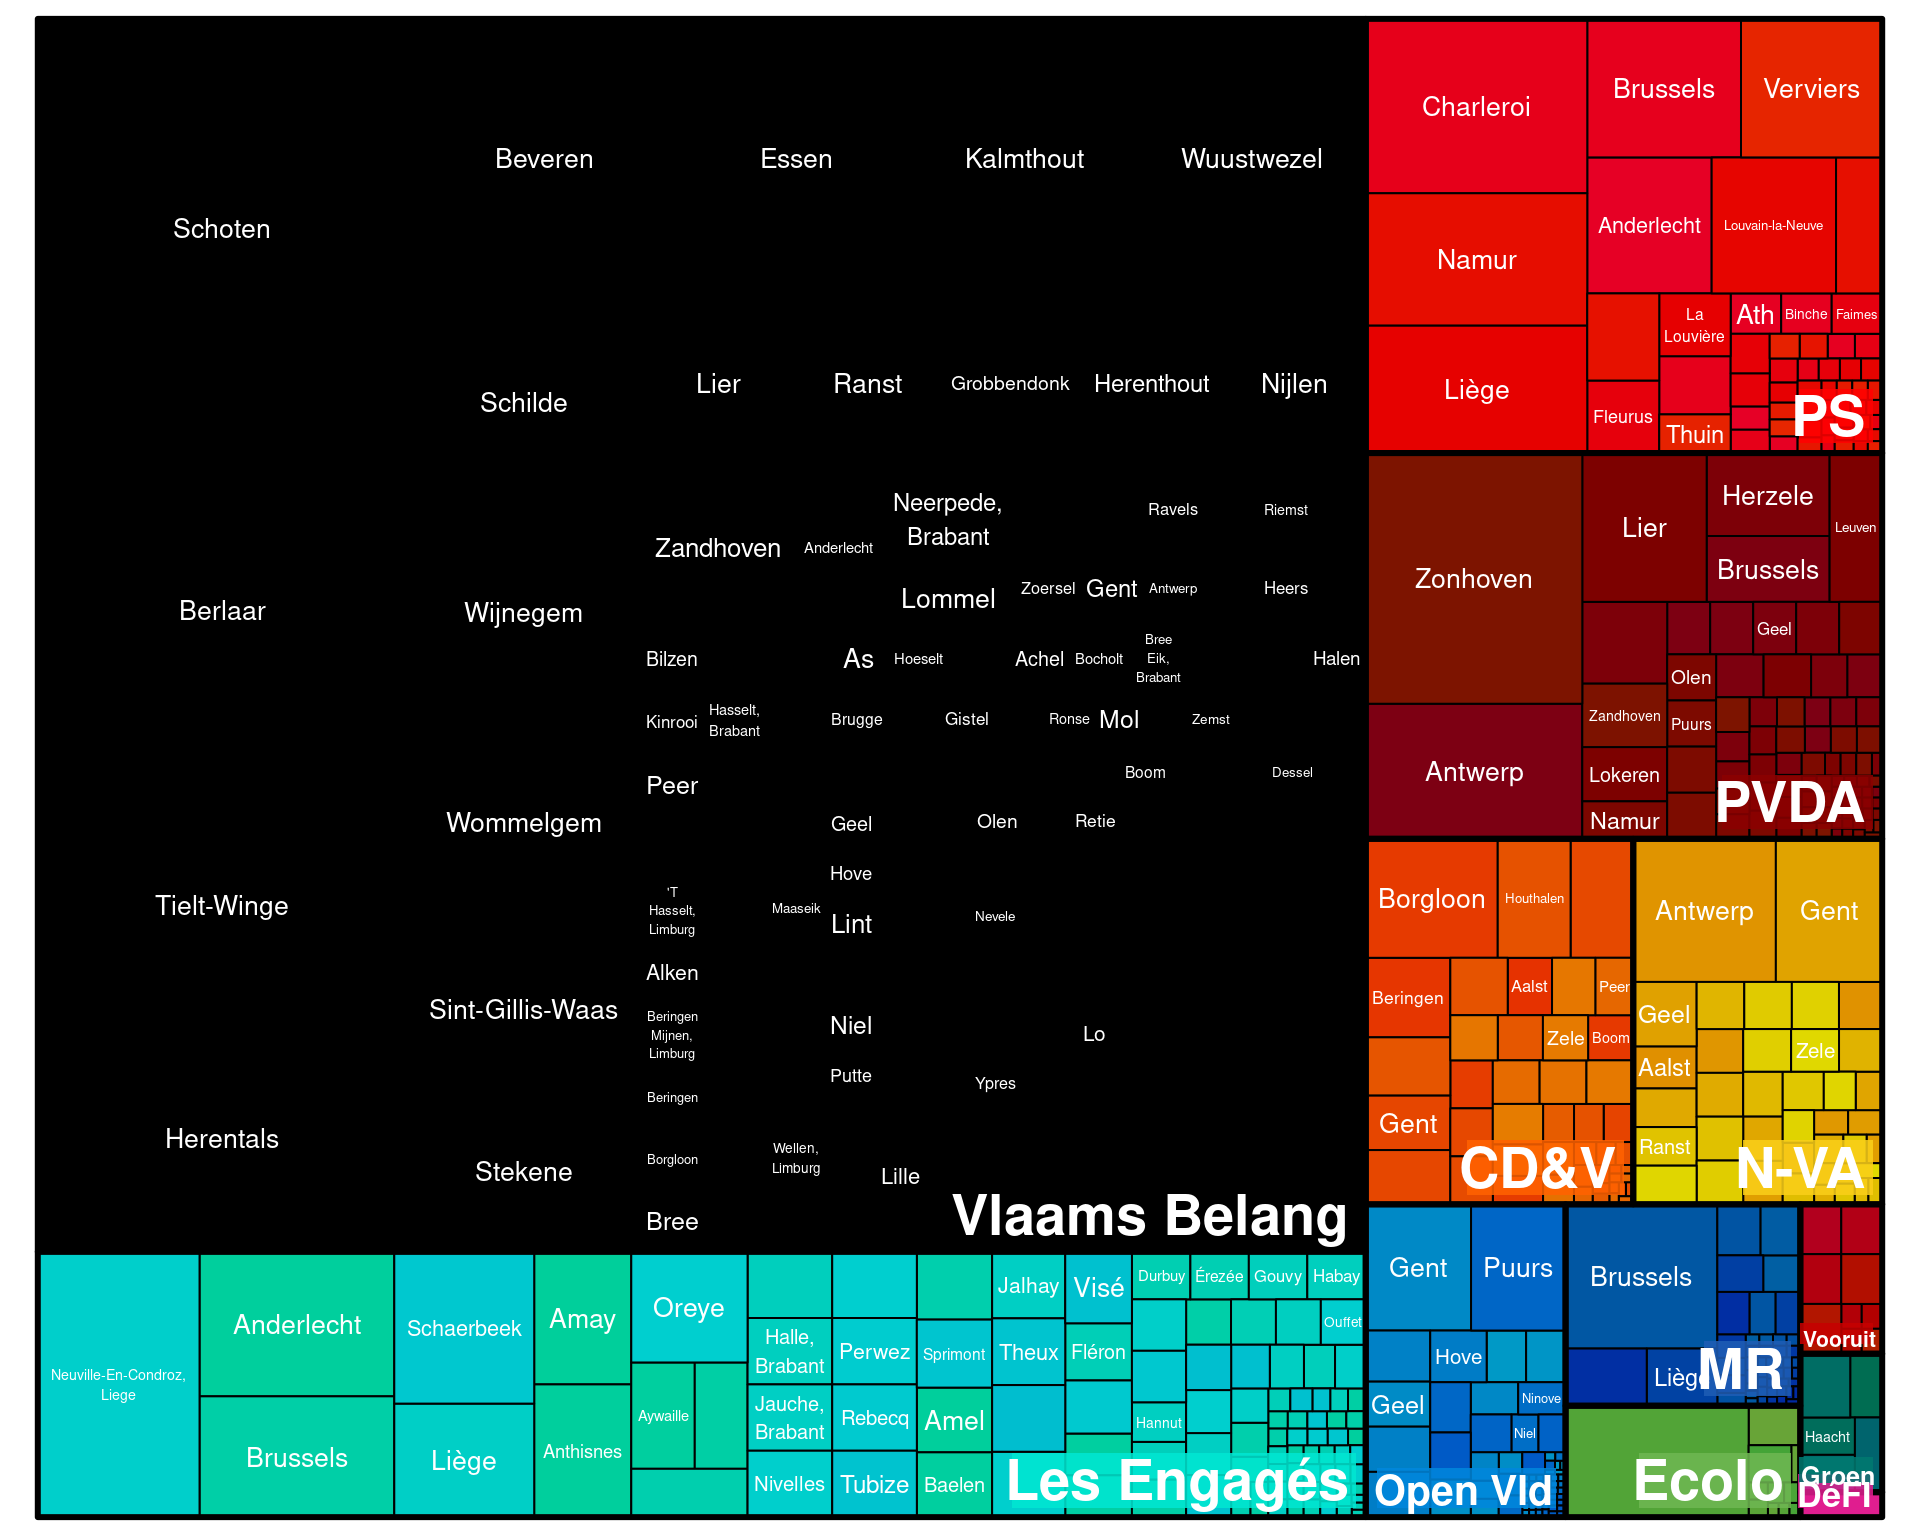 Charleroi
Brussels
Verviers
Beveren
Essen
Kalmthout
Wuustwezel
Schoten
Anderlecht
Louvain-la-Neuve
Namur
La
Louvière
Ath
Binche
Faimes
Lier
Ranst
Grobbendonk
Herenthout
Nijlen
Schilde
Liège
Fleurus
Thuin
PS
Neerpede,
Brabant
Ravels
Riemst
Zandhoven
Anderlecht
Zonhoven
Lier
Herzele
Leuven
Brussels
Lommel
Zoersel
Gent
Antwerp
Heers
Berlaar
Wijnegem
Bilzen
As
Hoeselt
Achel
Bocholt
Bree
Eik,
Brabant
Halen
Geel
Olen
Kinrooi
Hasselt,
Brabant
Brugge
Gistel
Ronse
Mol
Zemst
Zandhoven
Puurs
Peer
Boom
Dessel
Antwerp
Lokeren
Namur
PVDA
Wommelgem
Geel
Olen
Retie
Hove
'T
Hasselt,
Limburg
Maaseik
Lint
Nevele
Tielt-Winge
Borgloon
Houthalen
Antwerp
Gent
Alken
Beringen
Aalst
Peer
Geel
Sint-Gillis-Waas
Beringen
Mijnen,
Limburg
Niel
Lo
Zele
Boom
Aalst
Zele
Putte
Ypres
Beringen
Herentals
Gent
Ranst
Stekene
Borgloon
Wellen,
Limburg
Lille
CD&V
N-VA
Bree
Vlaams Belang
Neuville-En-Condroz,
Liege
Anderlecht
Schaerbeek
Amay
Oreye
Jalhay
Visé
Durbuy
Érezée
Gouvy
Habay
Ouffet
Gent
Puurs
Brussels
Vooruit
Halle,
Brabant
Perwez
Sprimont
Theux
Fléron
Hove
Liège
MR
Aywaille
Jauche,
Brabant
Rebecq
Amel
Hannut
Geel
Ninove
Niel
Haacht
Brussels
Liège
Anthisnes
Nivelles
Tubize
Baelen
Les Engagés
Open Vld
Ecolo
Groen
DéFI